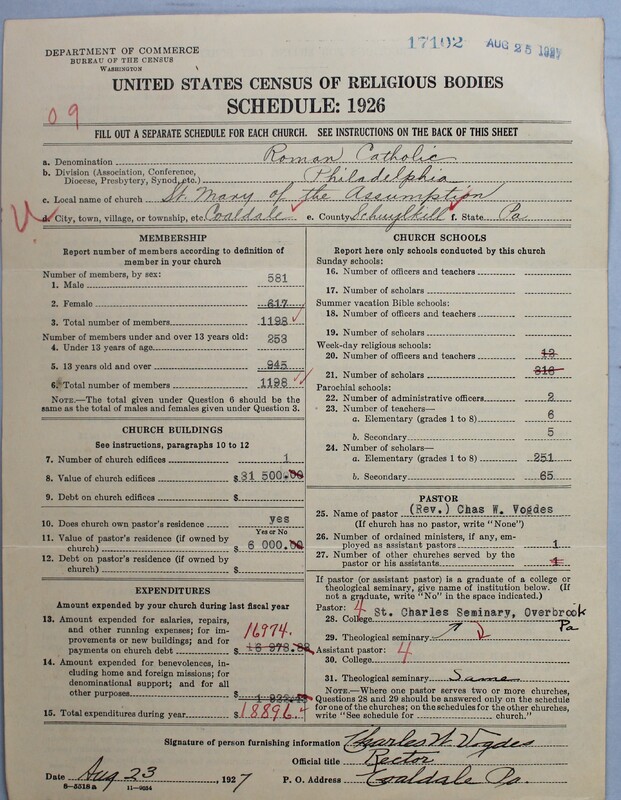 17102 AUG 25 1927
DEPARTMENT OF COMMERCE
BUREAU OF THE CENSUS
WASHINGTON
UNITED STATES CENSUS OF RELIGIOUS BODIES
SCHEDULE: 1926
09
FILL OUT A SEPARATE SCHEDULE FOR EACH CHURCH. SEE INSTRUCTIONS ON THE BACK OF THIS SHEET
a. Denomination Roman Catholic
b. Division (Association, Conference, Diocese, Presbytery, Synod, etc.) Philadelphia
c. Local name of church St. Mary of the Assumption
d. City, town, village, or township, etc. Coaldale e. County Schuylkill f. State Pa
MEMBERSHIP
Report number of members according to definition of
member in your church
Number of members, by sex:
1. Male 581
2. Female 617
3. Total number of members 1198
Number of members under and over 13 years old:
4. Under 13 years of age 253
5. 13 years old and over 945
6. Total number of members 1198
NOTE.—The total given under Question 6 should be
same as the total of males and females given under Question 3.
CHURCH BUILDINGS
See instructions, paragraphs 10 to 12
7. Number of church edifices 1
8. Value of church edifices $31 500.00
9. Debt on church edifices $
10. Does church own pastor's residence yes
Yes or No
11. Value of pastor's residence (if owned by
church) $ 6 000.00
12. Debt on pastor's residence (if owned by
church) $
EXPENDITURES
Amount expended by your church during last fiscal year
13. Amount expended for salaries, repairs,
and other running expenses; for im-
provements or new buildings; and for
payments on church debt 16974.
14. Amount expended for benevolences, in-
cluding home and foreign missions; for
denominational support; and for all
other purposes
15. Total expenditures during year $18896.
CHURCH SCHOOLS
Report here only schools conducted by this church
Sunday schools:
16. Number of officers and teachers
17. Number of scholars
Summer vacation Bible schools:
18. Number of officers and teachers
19. Number of scholars
Week-day religious schools:
20. Number of officers and teachers 12
21. Number of scholars 316
Parochial schools:
22. Number of administrative officers 2
23. Number of teachers—
a. Elementary (grades 1 to 8) 6
b. Secondary 5
24. Number of scholars—
a. Elementary (grades 1 to 8) 251
b. Secondary 65
PASTOR
25. Name of pastor (Rev.) Chas W. Vogdes
(If church has no pastor, write "None")
26. Number of ordained ministers, if any, em-
ployed as assistant pastors 1
27. Number of other churches served by the
pastor or his assistants 1
If pastor (or assistant pastor) is a graduate of a college or
theological seminary, give name of institution below. (If
not a graduate, write "No" in the space indicated.)
Pastor: 4
28. College St. Charles Seminary, Overbrook
Pa
29. Theological seminary
Assistant pastor: 4
30. College
31. Theological seminary Same
NOTE.—Where one pastor serves two or more churches,
Questions 28 and 29 should be answered only on the schedule
for one of the churches; on the schedules for the other churches,
write "See schedule for church."
Signature of person furnishing information Charles W. Vogdes
Official title Rector
Date Aug 23, 1927 P. O. Address Coaldale Pa.
8-5518a 11-9034